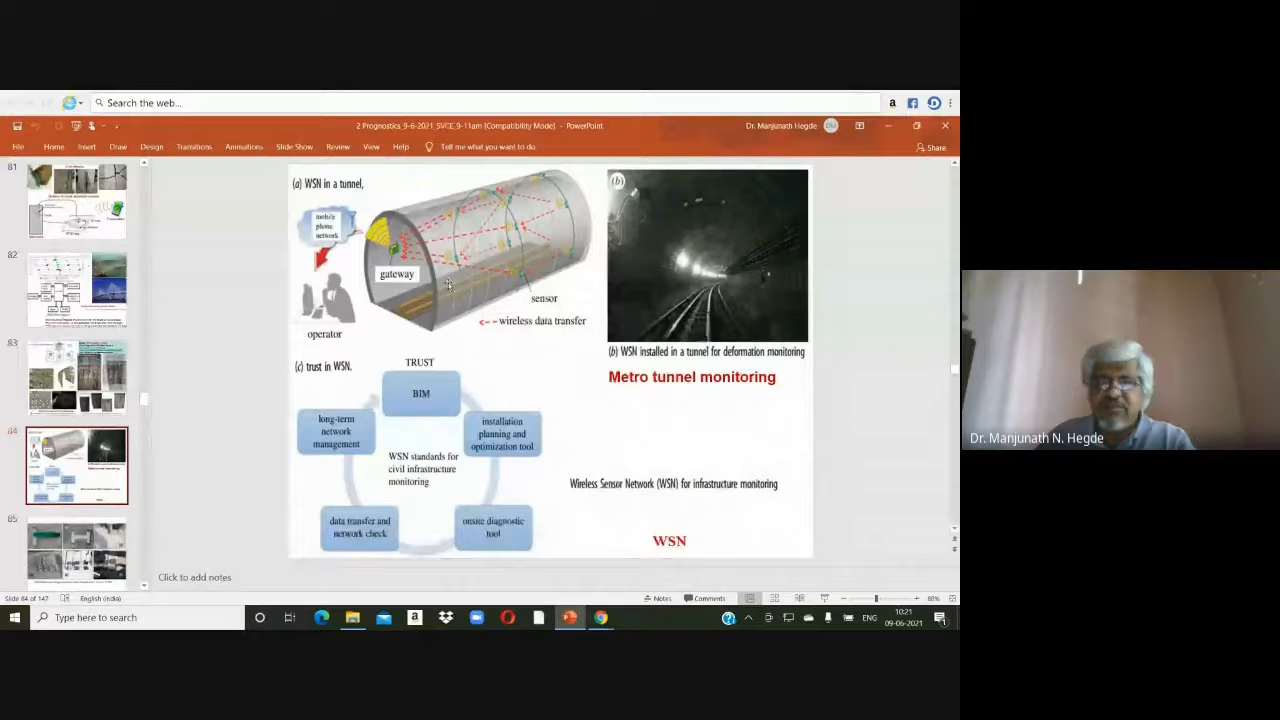 Search the web...
2 Prognostics_9-6-2021_SVCE_9-11am [Compatibility Mode] - PowerPoint
Dr. Manjunath Hegde
DM
File Home Insert Draw Design Transitions Animations Slide Show Review View Help Tell me what you want to do
Share
81
82
83
84
85
(a) WSN in a tunnel,
mobile
phone
network
gateway
operator
sensor
wireless data transfer
(b)
(b) WSN installed in a tunnel for deformation monitoring
Metro tunnel monitoring
(c) trust in WSN.
TRUST
BIM
long-term
network
management
installation
planning and
optimization tool
WSN standards for
civil infrastructure
monitoring
data transfer and
network check
onsite diagnostic
tool
Wireless Sensor Network (WSN) for infrastructure monitoring
WSN
Click to add notes
Slide 84 of 147
English (India)
Notes
Comments
88%
Type here to search
ENG
10:21
09-06-2021
Dr. Manjunath N. Hegde